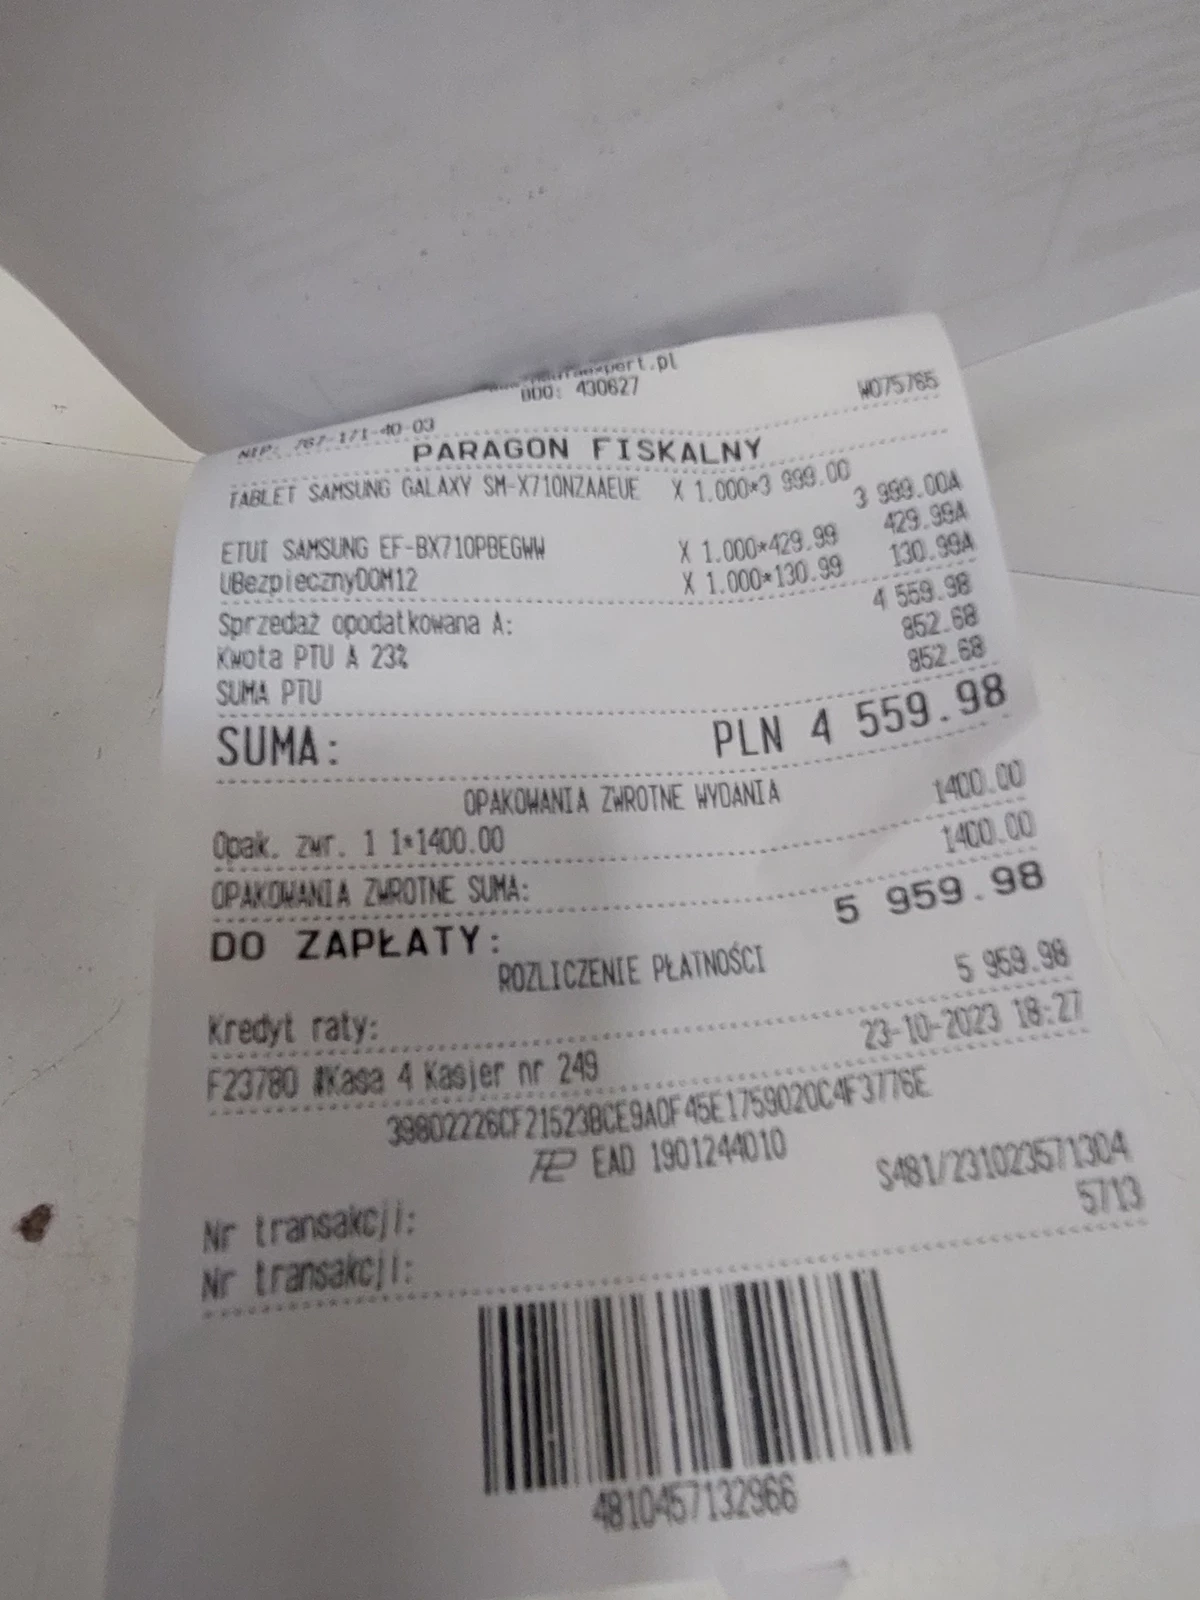 BDO: 430627
NIP: 767-171-40-03 W075765
PARAGON FISKALNY
TABLET SAMSUNG GALAXY SM-X710NZAAEUE X 1.000*3 999.00
3 999.00A
ETUI SAMSUNG EF-BX710PBEGWW X 1.000*429.99 429.99A
UBezpiecznyDOM12 X 1.000*130.99 130.99A
Sprzedaż opodatkowana A: 4 559.98
Kwota PTU A 23% 852.68
SUMA PTU 852.68
SUMA: PLN 4 559.98
OPAKOWANIA ZWROTNE WYDANIA
Opak. zwr. 1 1*1400.00 1400.00
OPAKOWANIA ZWROTNE SUMA: 1400.00
DO ZAPŁATY: 5 959.98
ROZLICZENIE PŁATNOŚCI
Kredyt raty: 5 959.98
F23780 #Kasa 4 Kasjer nr 249 23-10-2023 18:27
39802226CF21523BCE9A0F45E1759020C4F3776E
EAD 1901244010
Nr transakcji: S481/231023571304
Nr transakcji: 5713
4810457132966